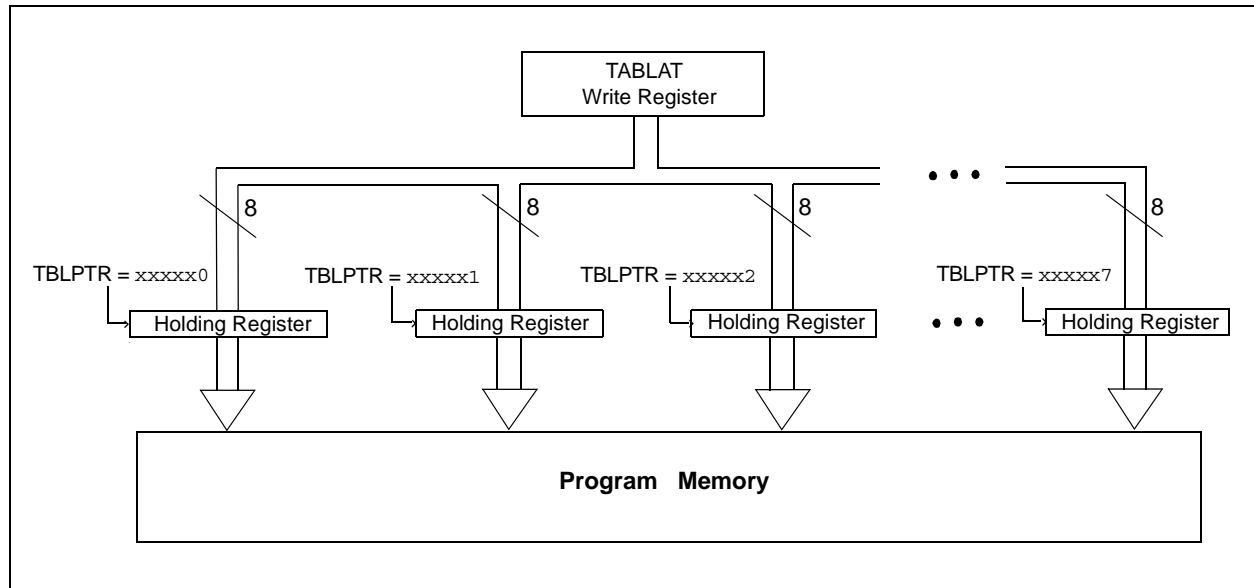 TABLAT
Write Register
8
8
8
8
TBLPTR = xxxxx0
TBLPTR = xxxxx1
TBLPTR = xxxxx2
TBLPTR = xxxxx7
Holding Register
Holding Register
Holding Register
Holding Register
Program Memory